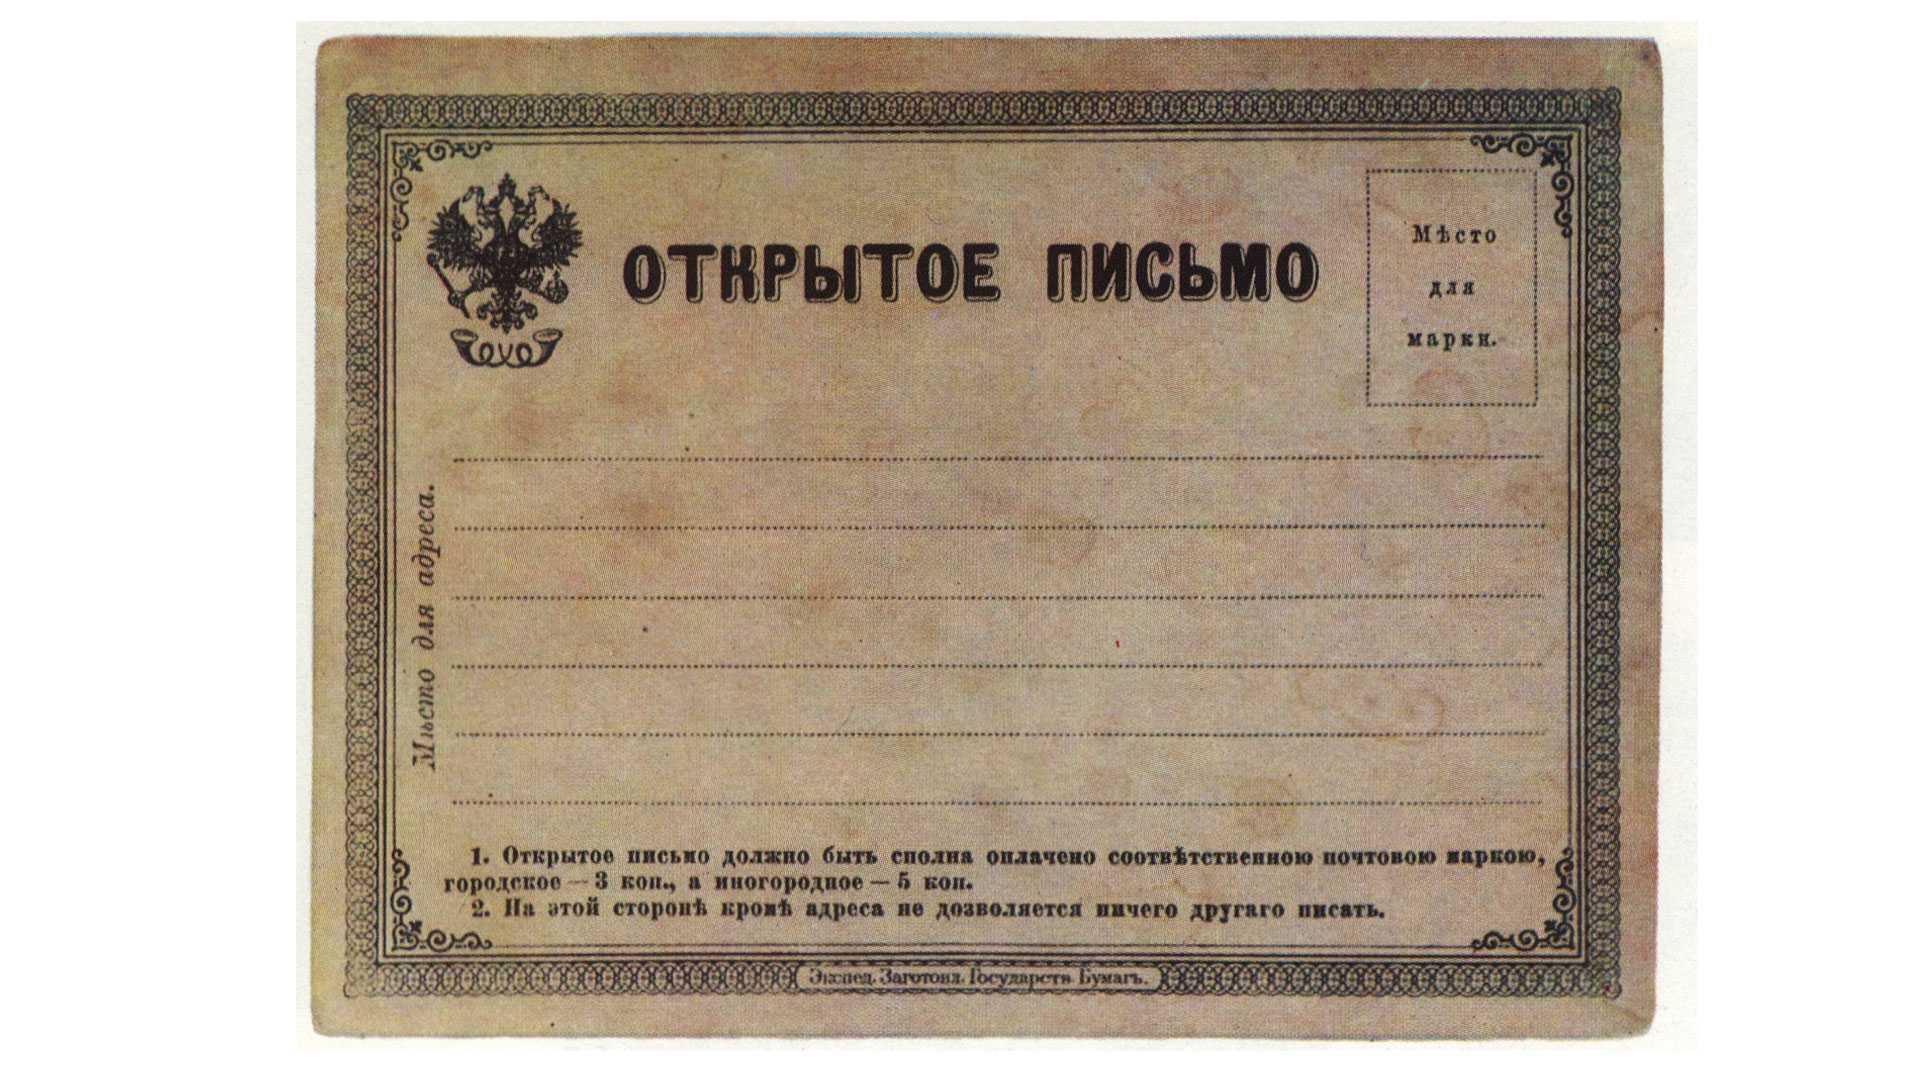 ОТКРЫТОЕ ПИСЬМО
Мѣсто
для
марки.
Мѣсто для адреса.
1. Открытое письмо должно быть сполна оплачено соотвѣтственною почтовою маркою,
городское — 3 коп., а иногородное — 5 коп.
2. На этой сторонѣ кромѣ адреса не дозволяется ничего другаго писать.
Экспед. Заготовл. Государств. Бумагъ.